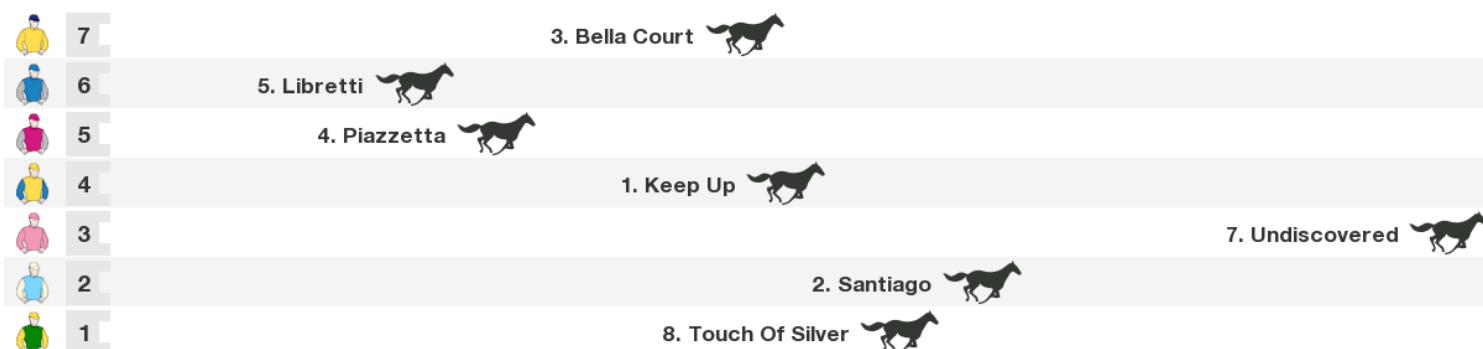 7 3. Bella Court
6 5. Libretti
5 4. Piazzetta
4 1. Keep Up
3 7. Undiscovered
2 2. Santiago
1 8. Touch Of Silver